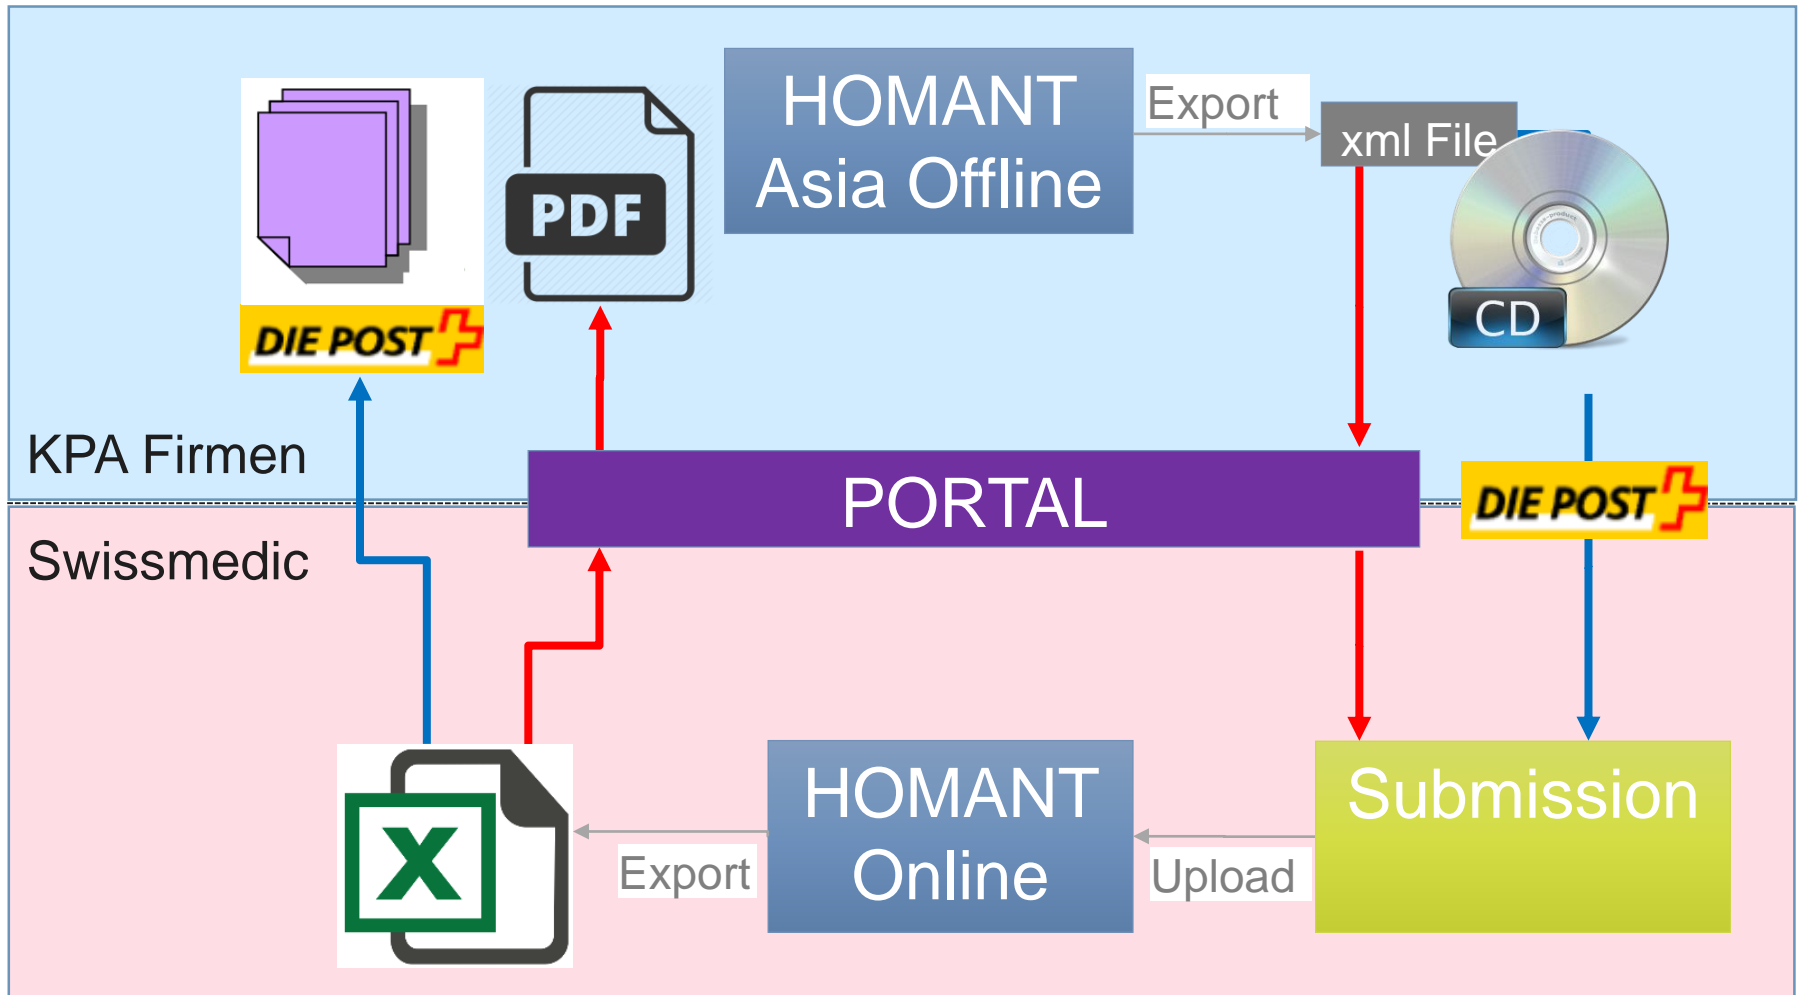 HOMANT
Asia Offline
Export
xml File
PDF
CD
DIE POST
KPA Firmen
PORTAL
DIE POST
Swissmedic
HOMANT
Online
Submission
Export
Upload
X